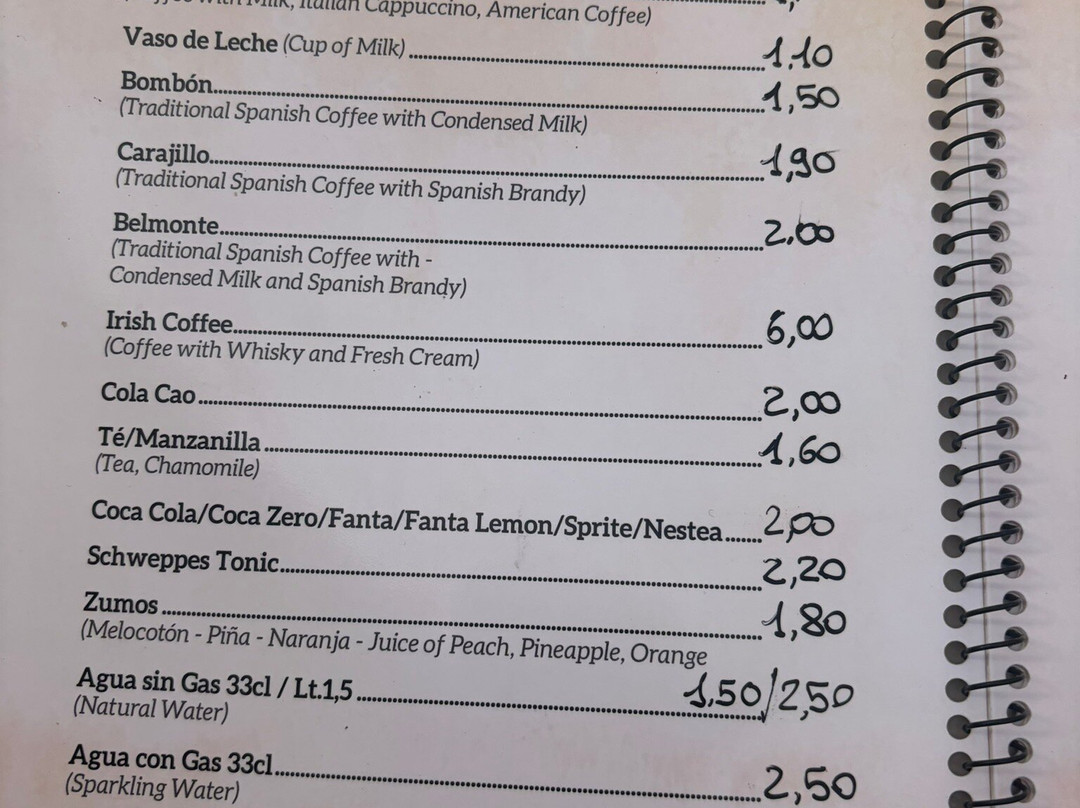 Milk, Italian Cappuccino, American Coffee)
Vaso de Leche (Cup of Milk) 1.10
Bombón 1,50
(Traditional Spanish Coffee with Condensed Milk)
Carajillo 1,90
(Traditional Spanish Coffee with Spanish Brandy)
Belmonte 2.00
(Traditional Spanish Coffee with -
Condensed Milk and Spanish Brandy)
Irish Coffee 6,00
(Coffee with Whisky and Fresh Cream)
Cola Cao 2,00
Té/Manzanilla 1,60
(Tea, Chamomile)
Coca Cola/Coca Zero/Fanta/Fanta Lemon/Sprite/Nestea 2,00
Schweppes Tonic 2,20
Zumos 1,80
(Melocotón - Piña - Naranja - Juice of Peach, Pineapple, Orange
Agua sin Gas 33cl / Lt.1,5 1,50/2,50
(Natural Water)
Agua con Gas 33cl 2,50
(Sparkling Water)